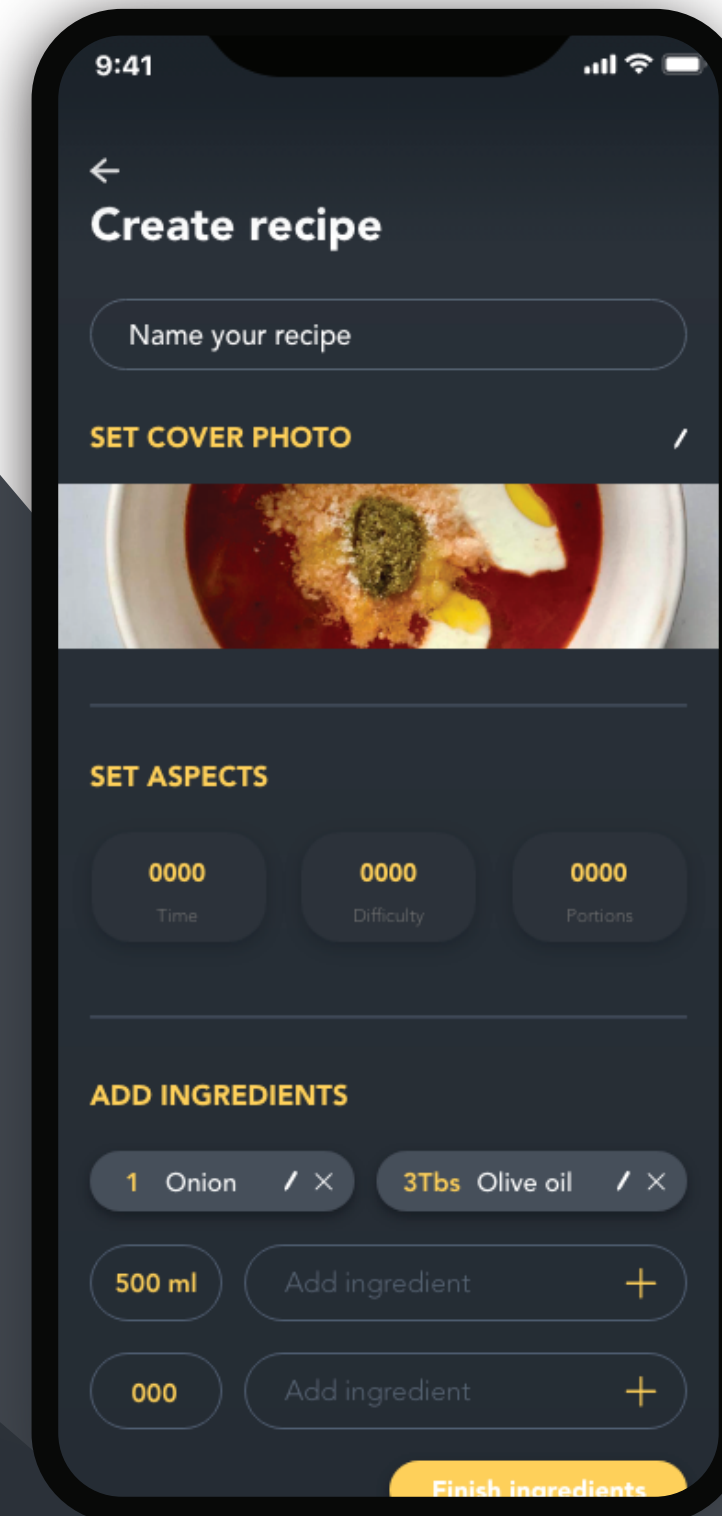 9:41
Create recipe
Name your recipe
SET COVER PHOTO
SET ASPECTS
0000 0000 0000
Time Difficulty Portions
ADD INGREDIENTS
1 Onion 3Tbs Olive oil
500 ml Add ingredient
000 Add ingredient
Finish ingredients